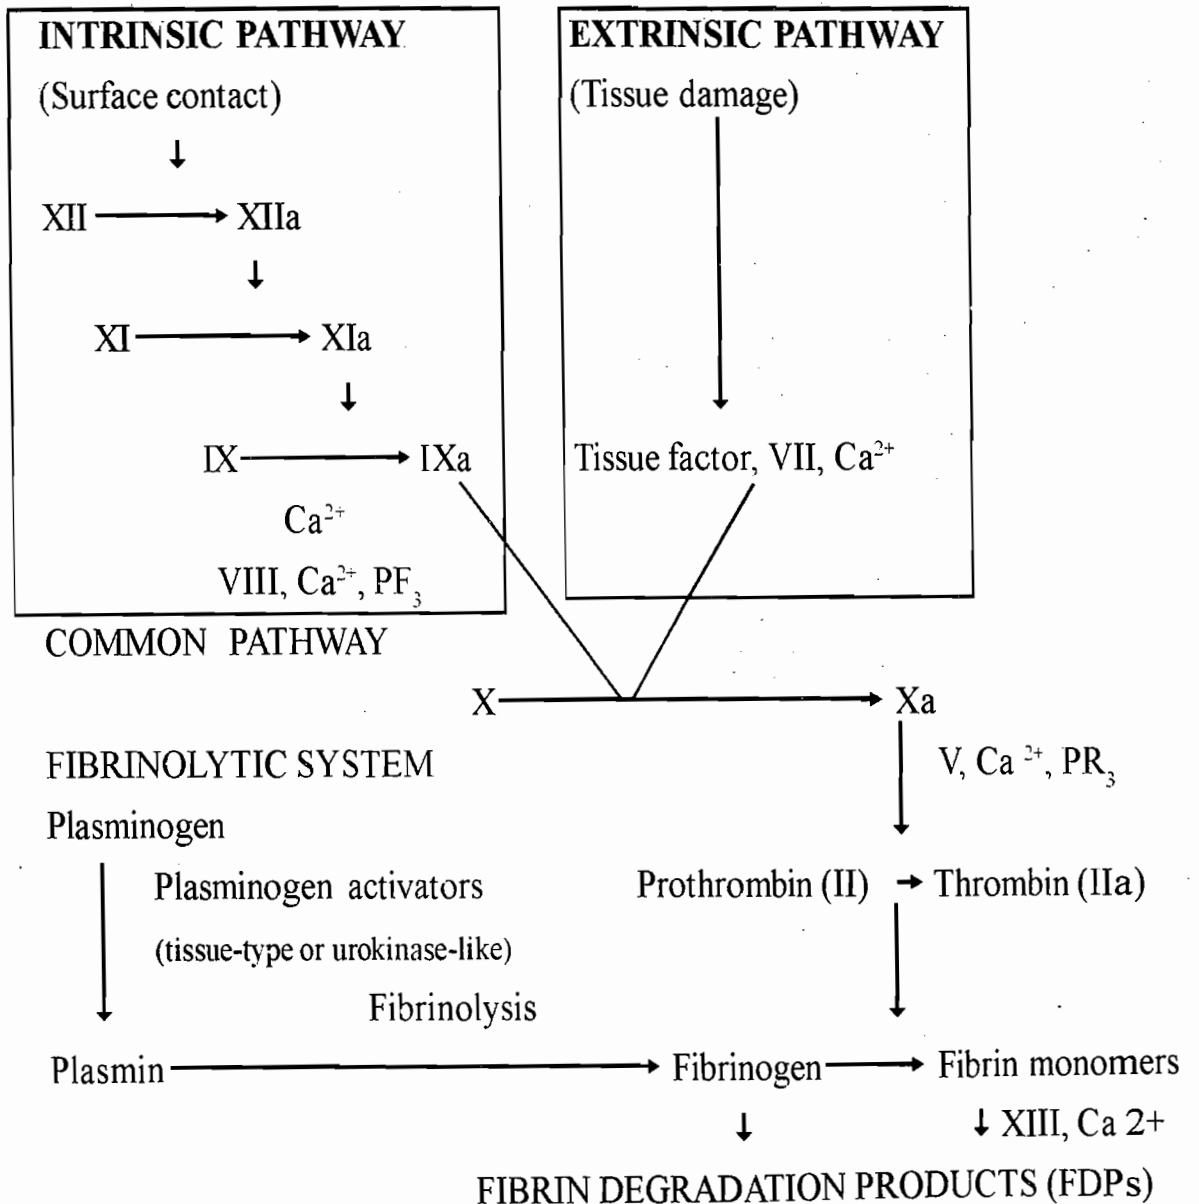 INTRINSIC PATHWAY
(Surface contact)
XII XIIa
XI XIa
IX IXa
Ca²⁺
VIII, Ca²⁺, PF₃
EXTRINSIC PATHWAY
(Tissue damage)
Tissue factor, VII, Ca²⁺
COMMON PATHWAY
X Xa
V, Ca ²⁺, PR₃
Prothrombin (II) Thrombin (IIa)
FIBRINOLYTIC SYSTEM
Plasminogen
Plasminogen activators
(tissue-type or urokinase-like)
Fibrinolysis
Plasmin Fibrinogen Fibrin monomers
XIII, Ca 2+
FIBRIN DEGRADATION PRODUCTS (FDPs)